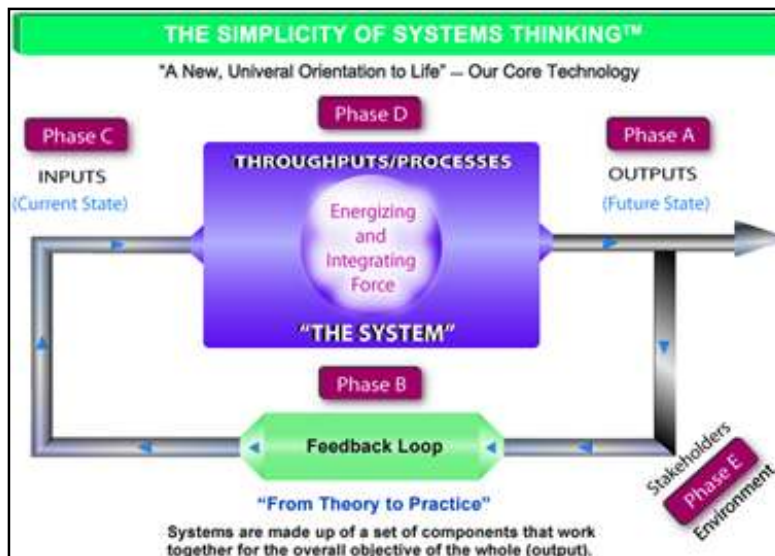 THE SIMPLICITY OF SYSTEMS THINKING™
"A New, Univeral Orientation to Life" — Our Core Technology
Phase D
Phase C
Phase A
INPUTS
(Current State)
THROUGHPUTS/PROCESSES
OUTPUTS
(Future State)
Energizing
and
Integrating
Force
"THE SYSTEM"
Phase B
Feedback Loop
Stakeholders
Phase E
Environment
"From Theory to Practice"
Systems are made up of a set of components that work
together for the overall objective of the whole (output).